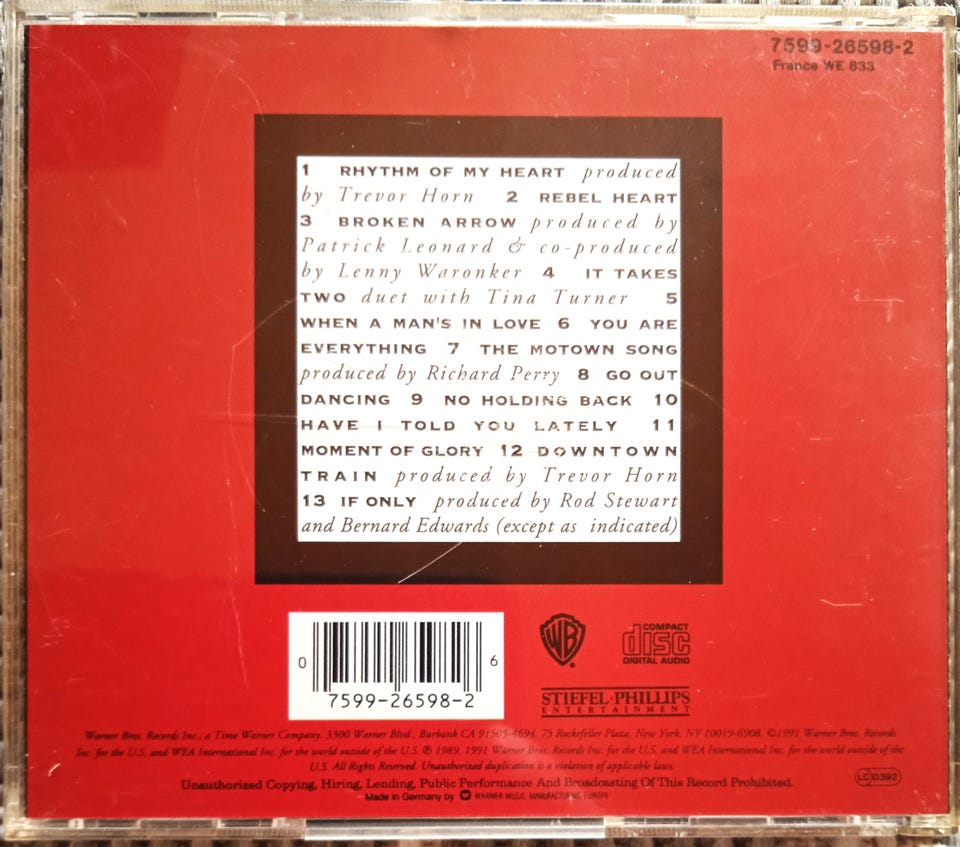 7599-26598-2
France WE 833
1 RHYTHM OF MY HEART produced
by Trevor Horn 2 REBEL HEART
3 BROKEN ARROW produced by
Patrick Leonard & co-produced
by Lenny Waronker 4 IT TAKES
TWO duet with Tina Turner 5
WHEN A MAN'S IN LOVE 6 YOU ARE
EVERYTHING 7 THE MOTOWN SONG
produced by Richard Perry 8 GO OUT
DANCING 9 NO HOLDING BACK 10
HAVE I TOLD YOU LATELY 11
MOMENT OF GLORY 12 DOWNTOWN
TRAIN produced by Trevor Horn
13 IF ONLY produced by Rod Stewart
and Bernard Edwards (except as indicated)
0 6
7599-26598-2
WB
COMPACT
disc
DIGITAL AUDIO
STIEFEL·PHILLIPS
ENTERTAINMENT
Warner Bros. Records Inc., a Time Warner Company. 3300 Warner Blvd., Burbank CA 91505-4694. 75 Rockefeller Plaza, New York, NY 10019-6908. ©1991 Warner Bros. Records
Inc. for the U.S. and WEA International Inc. for the world outside of the U.S. ℗ 1989, 1991 Warner Bros. Records Inc. for the U.S. and WEA International Inc. for the world outside of the
U.S. All Rights Reserved. Unauthorized duplication is a violation of applicable laws.
Unauthorized Copying, Hiring, Lending, Public Performance And Broadcasting Of This Record Prohibited.
Made in Germany by WARNER MUSIC MANUFACTURING EUROPE
LC 0392